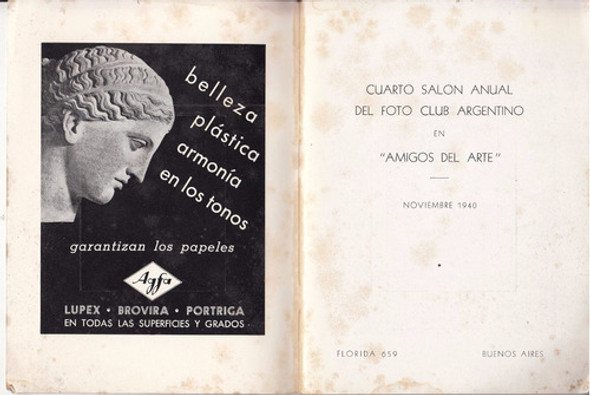 belleza
plástica
armonía
en los tonos
garantizan los papeles
Agfa
LUPEX • BROVIRA • PORTRIGA
EN TODAS LAS SUPERFICIES Y GRADOS
CUARTO SALON ANUAL
DEL FOTO CLUB ARGENTINO
EN
"AMIGOS DEL ARTE"
NOVIEMBRE 1940
FLORIDA 659 BUENOS AIRES